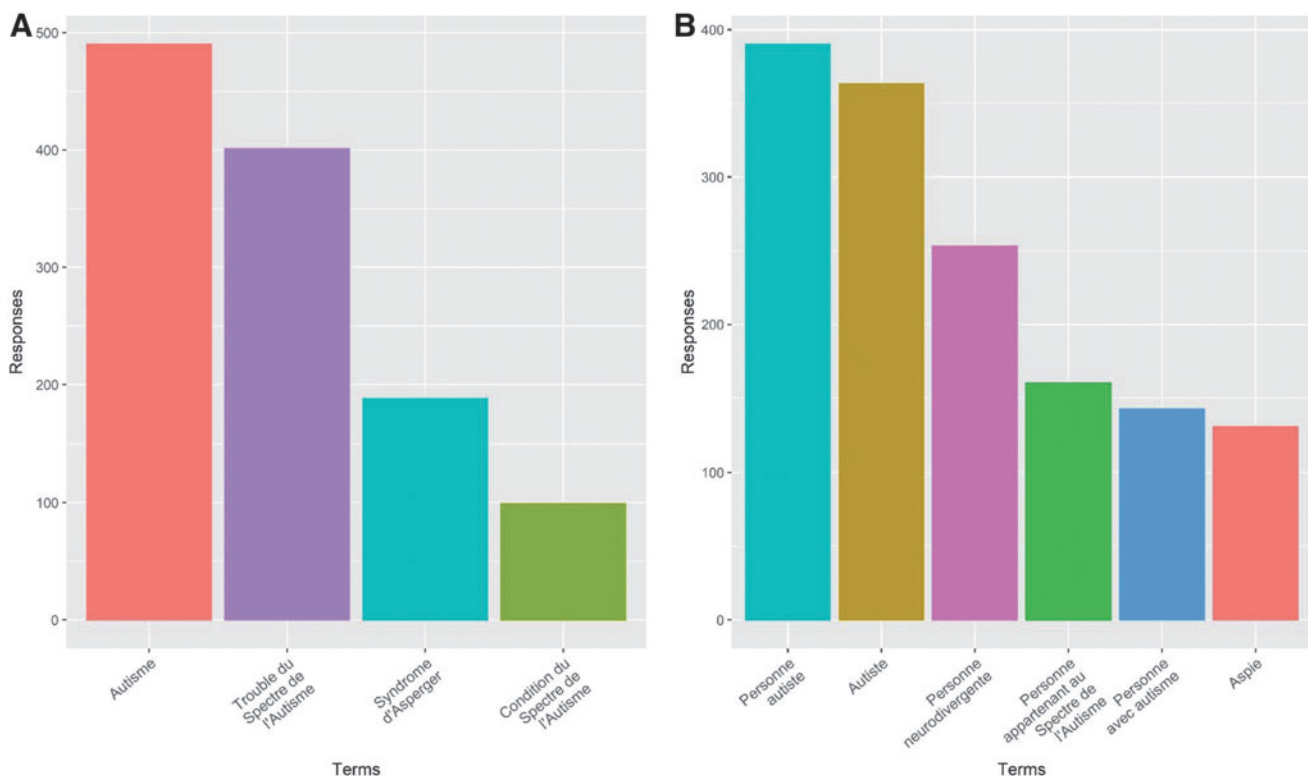 A
500
400
300
200
100
0
Responses
Autisme
Trouble du
Spectre de
l'Autisme
Syndrome
d'Asperger
Condition du
Spectre de
l'Autisme
Terms
B
400
300
200
100
0
Responses
Personne
autiste
Autiste
Personne
neurodivergente
Personne
appartenant au
Spectre de
l'Autisme
Personne
avec autisme
Aspie
Terms